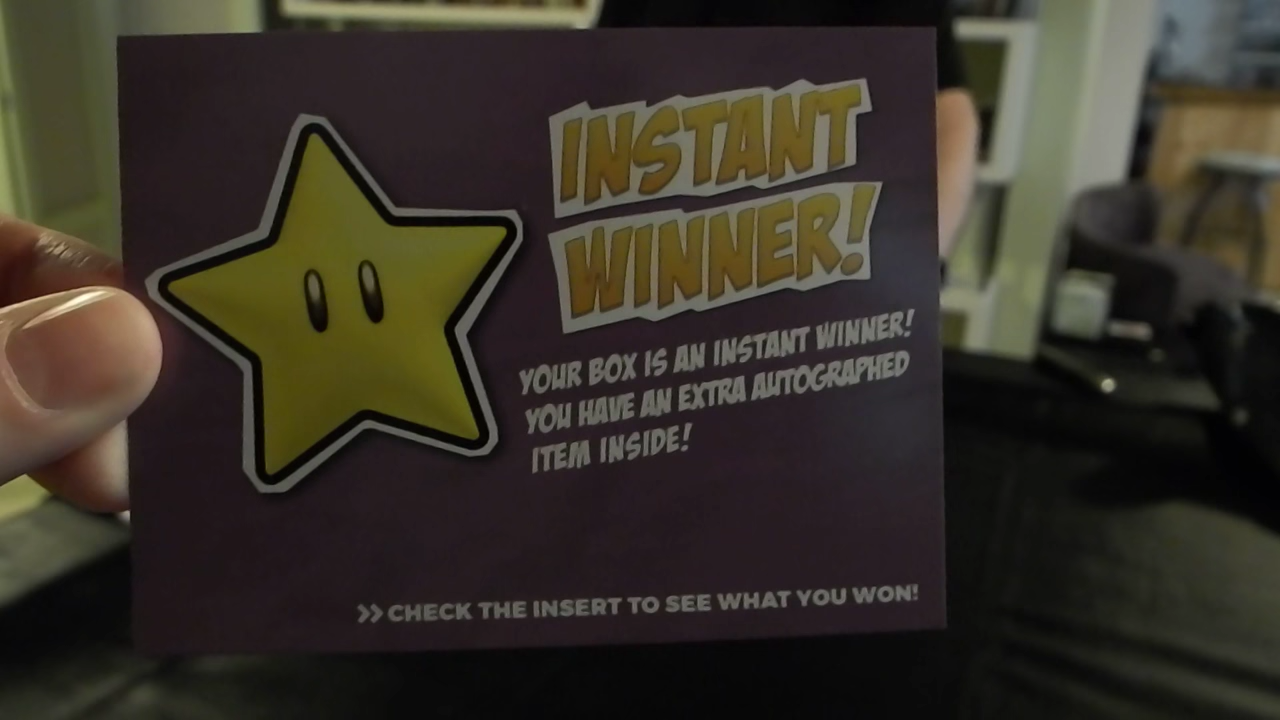 INSTANT
WINNER!
YOUR BOX IS AN INSTANT WINNER!
YOU HAVE AN EXTRA AUTOGRAPHED
ITEM INSIDE!
>> CHECK THE INSERT TO SEE WHAT YOU WON!